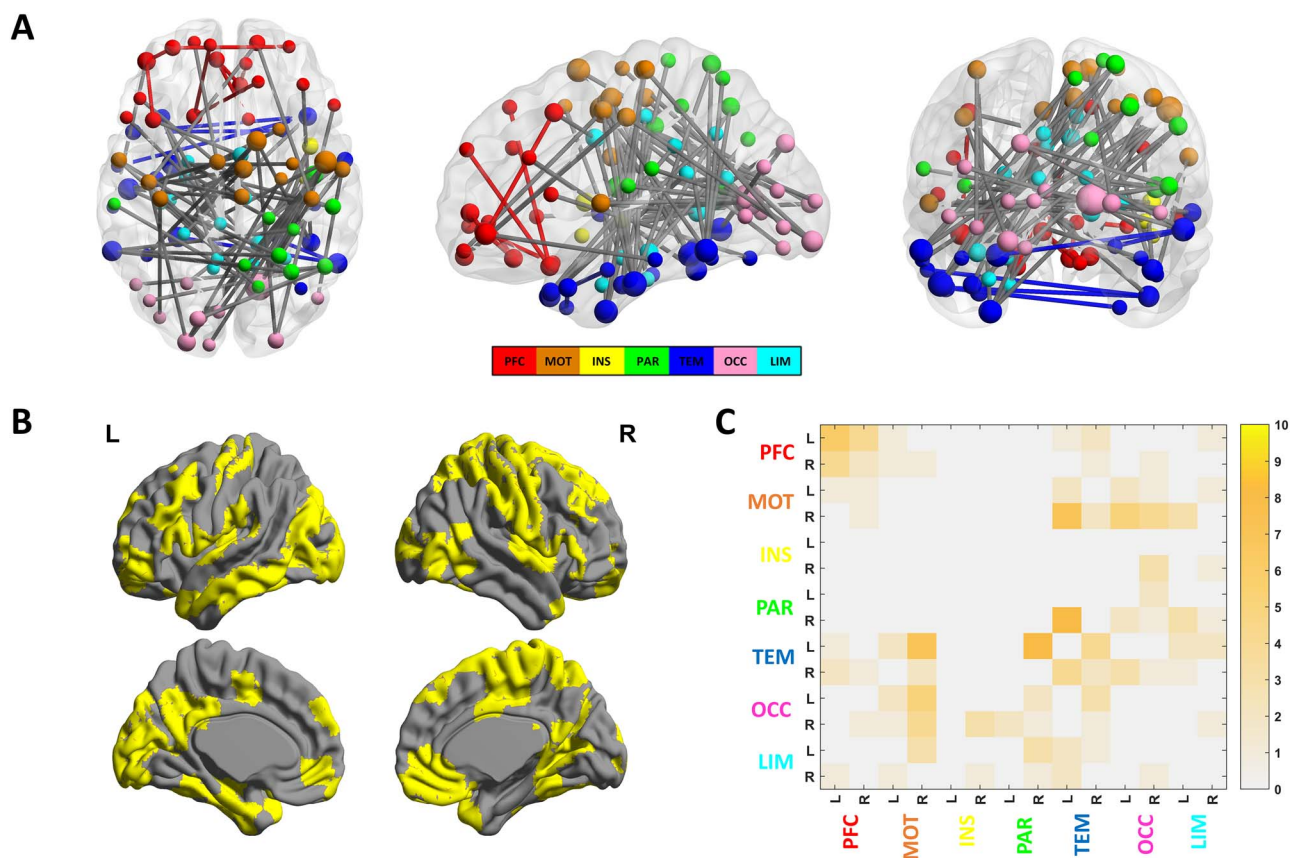 A
PFC MOT INS PAR TEM OCC LIM
B
L
R
C
PFC
L
R
MOT
L
R
INS
L
R
PAR
L
R
TEM
L
R
OCC
L
R
LIM
L
R
10
9
8
7
6
5
4
3
2
1
0
L R L R L R L R L R L R L R
PFC MOT INS PAR TEM OCC LIM